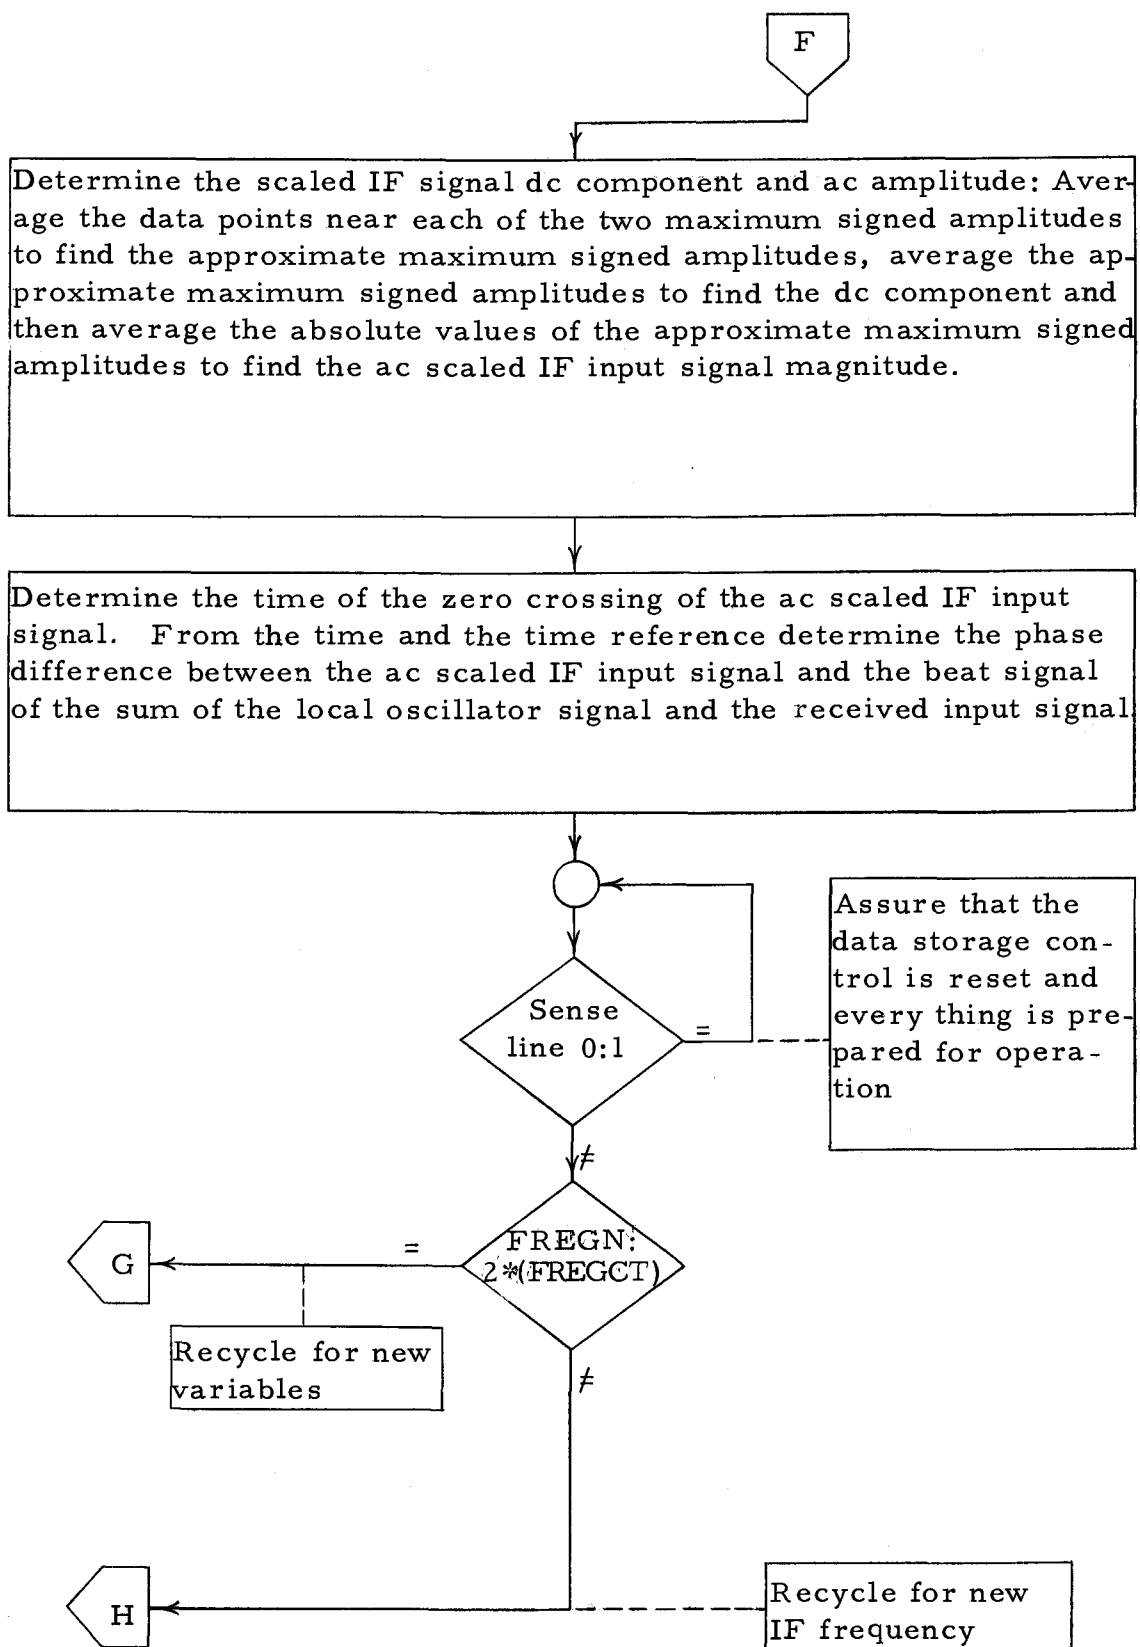 F
Determine the scaled IF signal dc component and ac amplitude: Aver-
age the data points near each of the two maximum signed amplitudes
to find the approximate maximum signed amplitudes, average the ap-
proximate maximum signed amplitudes to find the dc component and
then average the absolute values of the approximate maximum signed
amplitudes to find the ac scaled IF input signal magnitude.
Determine the time of the zero crossing of the ac scaled IF input
signal. From the time and the time reference determine the phase
difference between the ac scaled IF input signal and the beat signal
of the sum of the local oscillator signal and the received input signal.
Assure that the
data storage con-
trol is reset and
every thing is pre-
pared for opera-
tion
Sense
line 0:1
=
≠
FREGN:
2*(FREGCT)
=
G
Recycle for new
variables
≠
H
Recycle for new
IF frequency